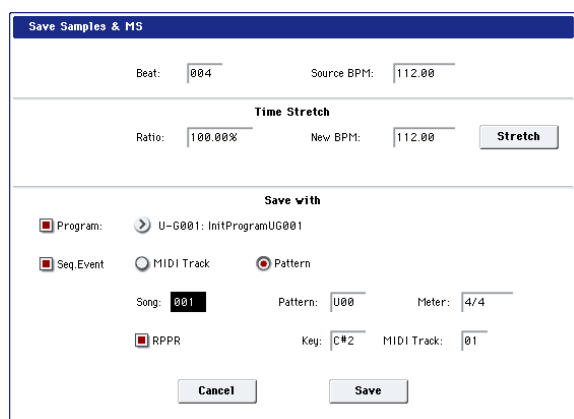 Save Samples & MS
Beat: 004 Source BPM: 112.00
Time Stretch
Ratio: 100.00% New BPM: 112.00 Stretch
Save with
Program: U-G001: InitProgramUG001
Seq.Event MIDI Track Pattern
Song: 001 Pattern: U00 Meter: 4/4
RPPR Key: C#2 MIDI Track: 01
Cancel Save